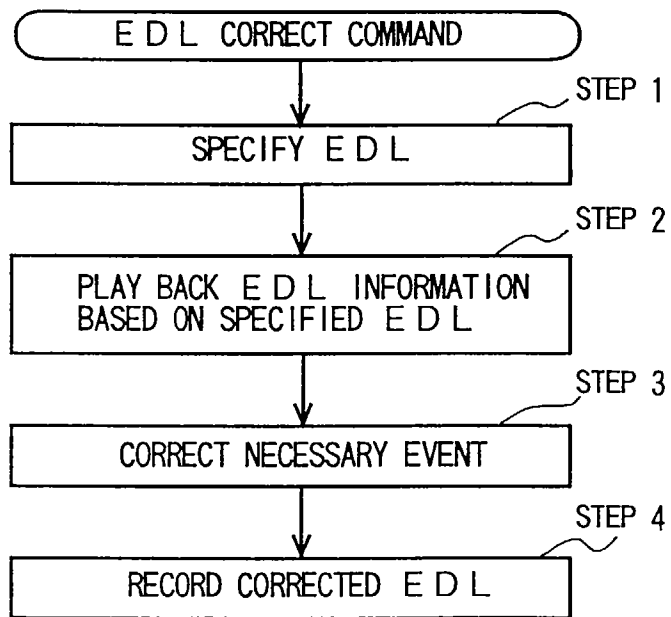 EDL CORRECT COMMAND
STEP 1
SPECIFY EDL
STEP 2
PLAY BACK EDL INFORMATION
BASED ON SPECIFIED EDL
STEP 3
CORRECT NECESSARY EVENT
STEP 4
RECORD CORRECTED EDL